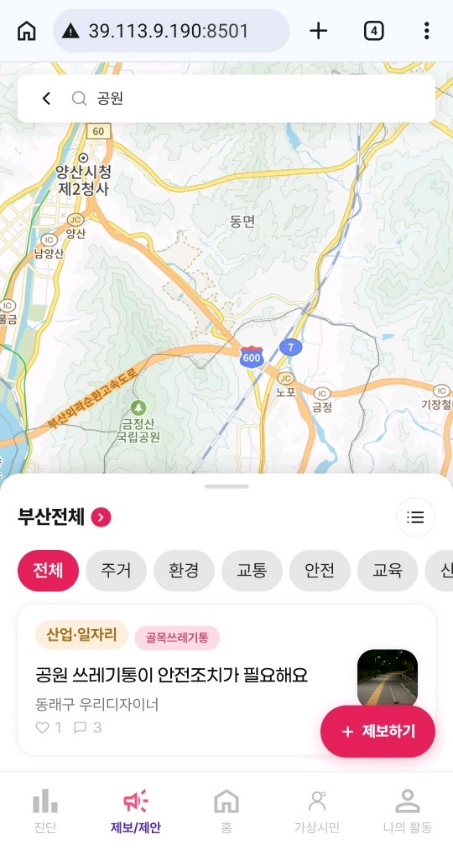 39.113.9.190:8501
4
공원
60
양산시청
제2청사
JC
양산
JC
남양산
동면
JC
물금
600
7
JC
노포
IC
금정
IC
기장철
부산외곽순환고속도로
금정산
국립공원
부산전체
전체
주거
환경
교통
안전
교육
산업·일자리
골목쓰레기통
공원 쓰레기통이 안전조치가 필요해요
동래구 우리디자이너
1
3
+ 제보하기
진단
제보/제안
홈
가상시민
나의 활동